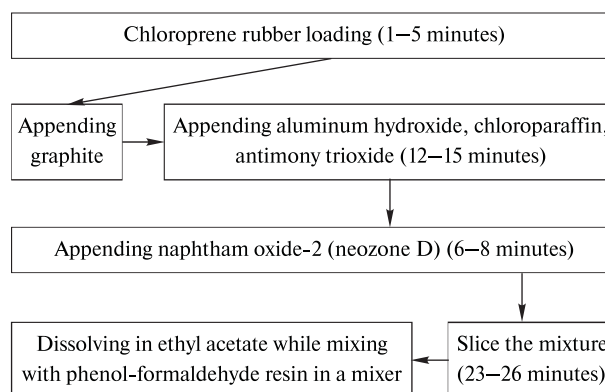 Chloroprene rubber loading (1–5 minutes)
Appending
graphite
Appending aluminum hydroxide, chloroparaffin,
antimony trioxide (12–15 minutes)
Appending naphtham oxide-2 (neozone D) (6–8 minutes)
Dissolving in ethyl acetate while mixing
with phenol-formaldehyde resin in a mixer
Slice the mixture
(23–26 minutes)